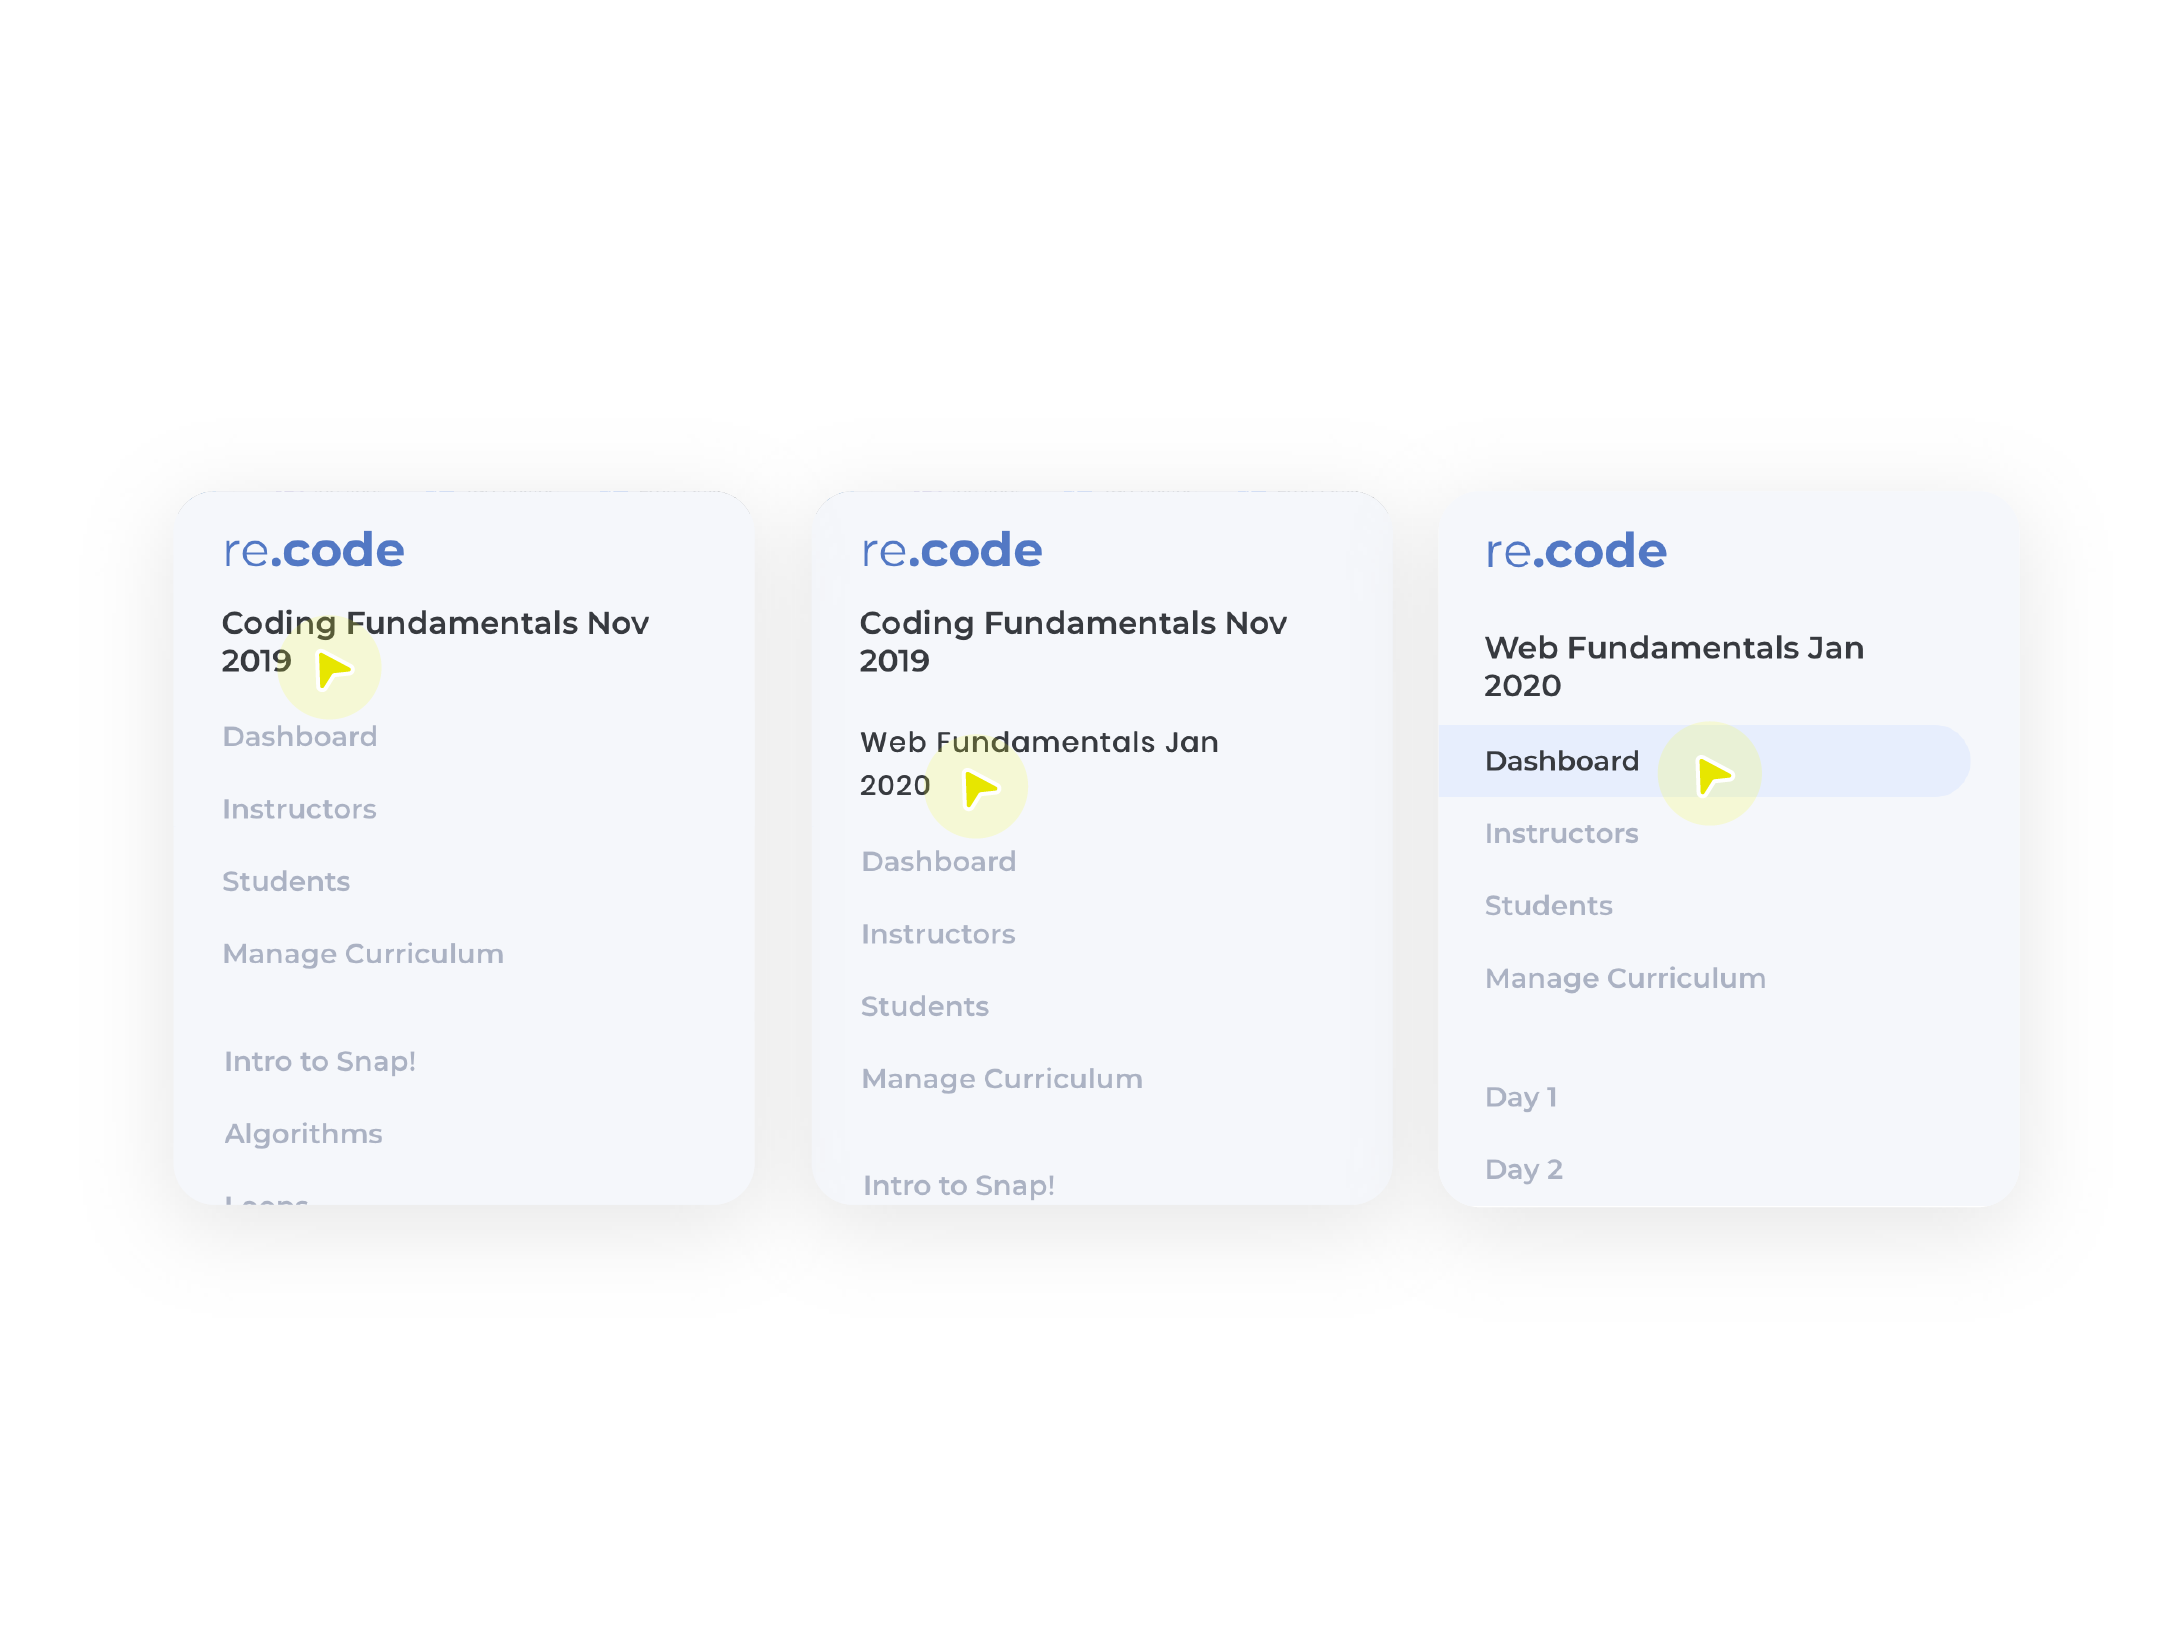 re.code
Coding Fundamentals Nov
2019
Dashboard
Instructors
Students
Manage Curriculum
Intro to Snap!
Algorithms
Loops
re.code
Coding Fundamentals Nov
2019
Web Fundamentals Jan
2020
Dashboard
Instructors
Students
Manage Curriculum
Intro to Snap!
re.code
Web Fundamentals Jan
2020
Dashboard
Instructors
Students
Manage Curriculum
Day 1
Day 2